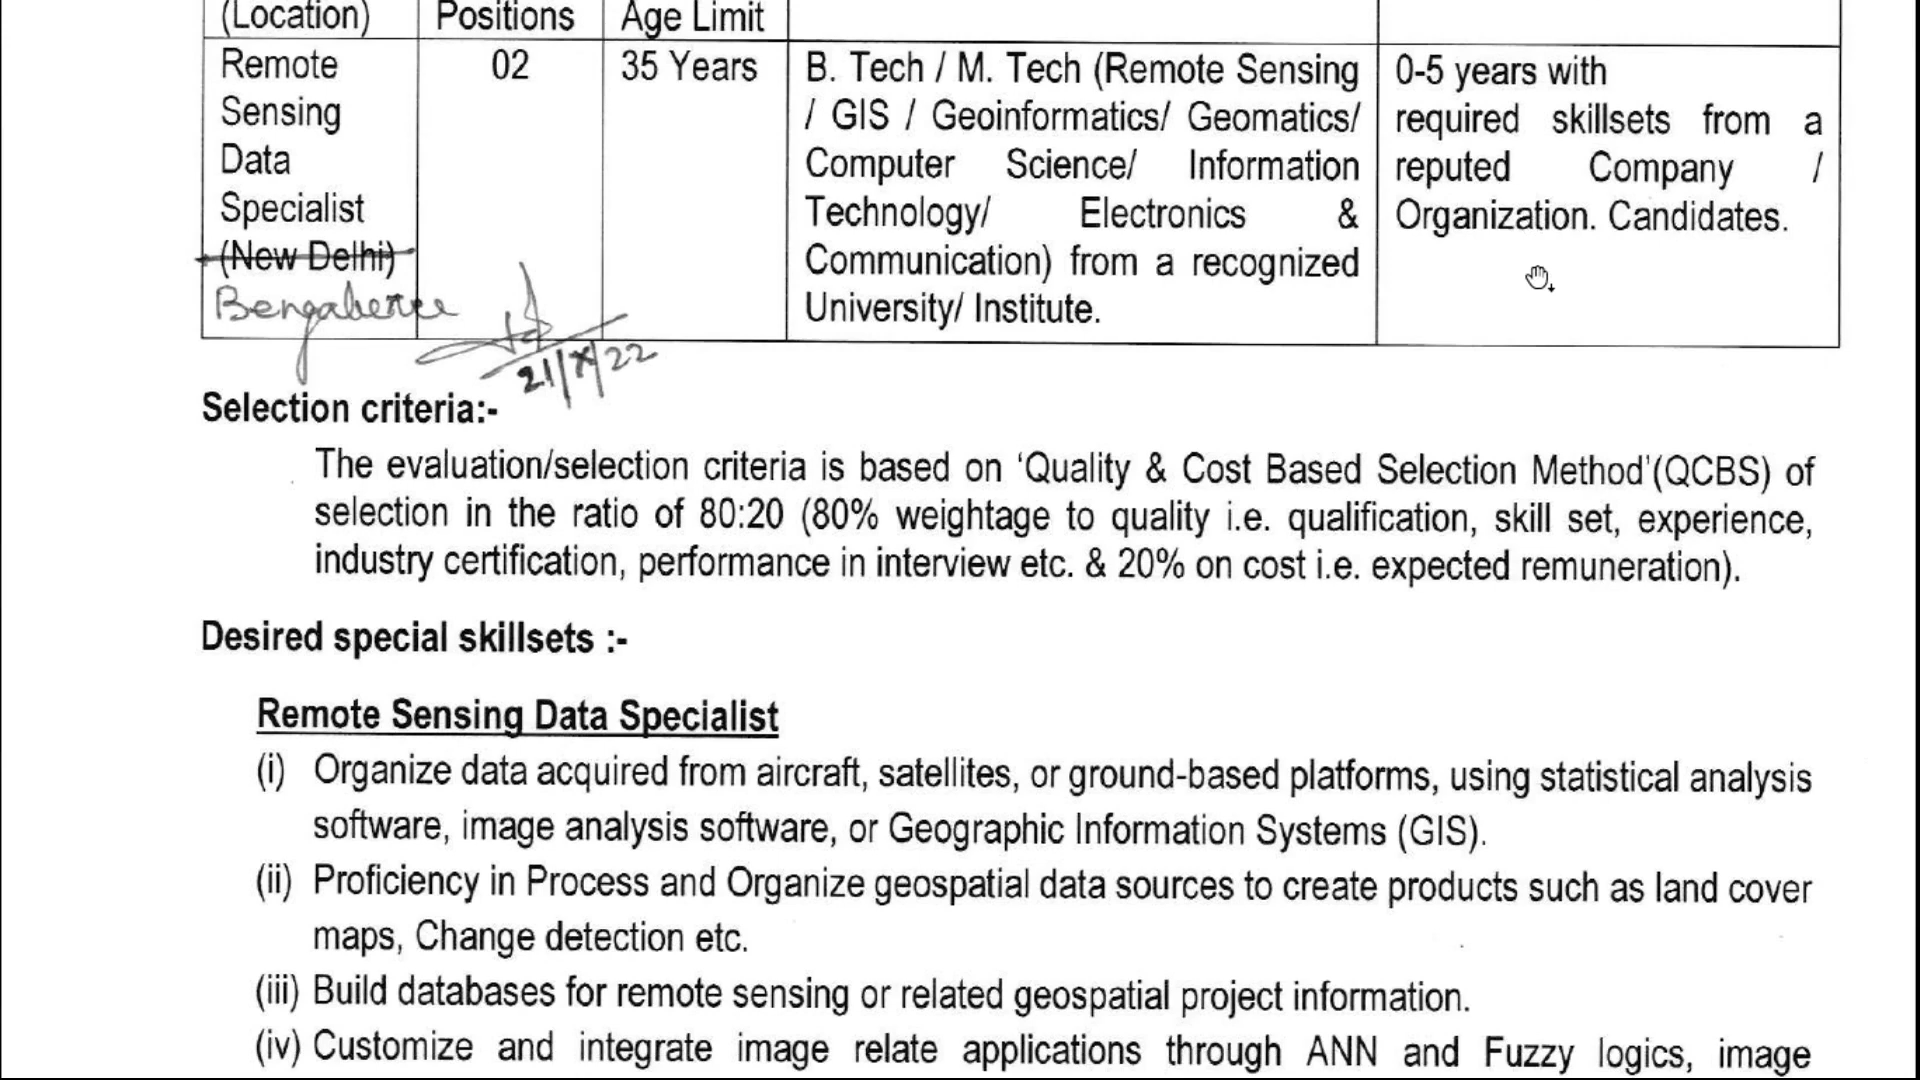 (Location)
Positions
Age Limit
Remote
Sensing
Data
Specialist
(New Delhi)
Bengaluru
02
35 Years
B. Tech / M. Tech (Remote Sensing
/ GIS / Geoinformatics/ Geomatics/
Computer Science/ Information
Technology/ Electronics &
Communication) from a recognized
University/ Institute.
0-5 years with
required skillsets from a
reputed Company /
Organization. Candidates.
21/X/22
Selection criteria:-
The evaluation/selection criteria is based on ‘Quality & Cost Based Selection Method'(QCBS) of
selection in the ratio of 80:20 (80% weightage to quality i.e. qualification, skill set, experience,
industry certification, performance in interview etc. & 20% on cost i.e. expected remuneration).
Desired special skillsets :-
Remote Sensing Data Specialist
(i) Organize data acquired from aircraft, satellites, or ground-based platforms, using statistical analysis
software, image analysis software, or Geographic Information Systems (GIS).
(ii) Proficiency in Process and Organize geospatial data sources to create products such as land cover
maps, Change detection etc.
(iii) Build databases for remote sensing or related geospatial project information.
(iv) Customize and integrate image relate applications through ANN and Fuzzy logics, image